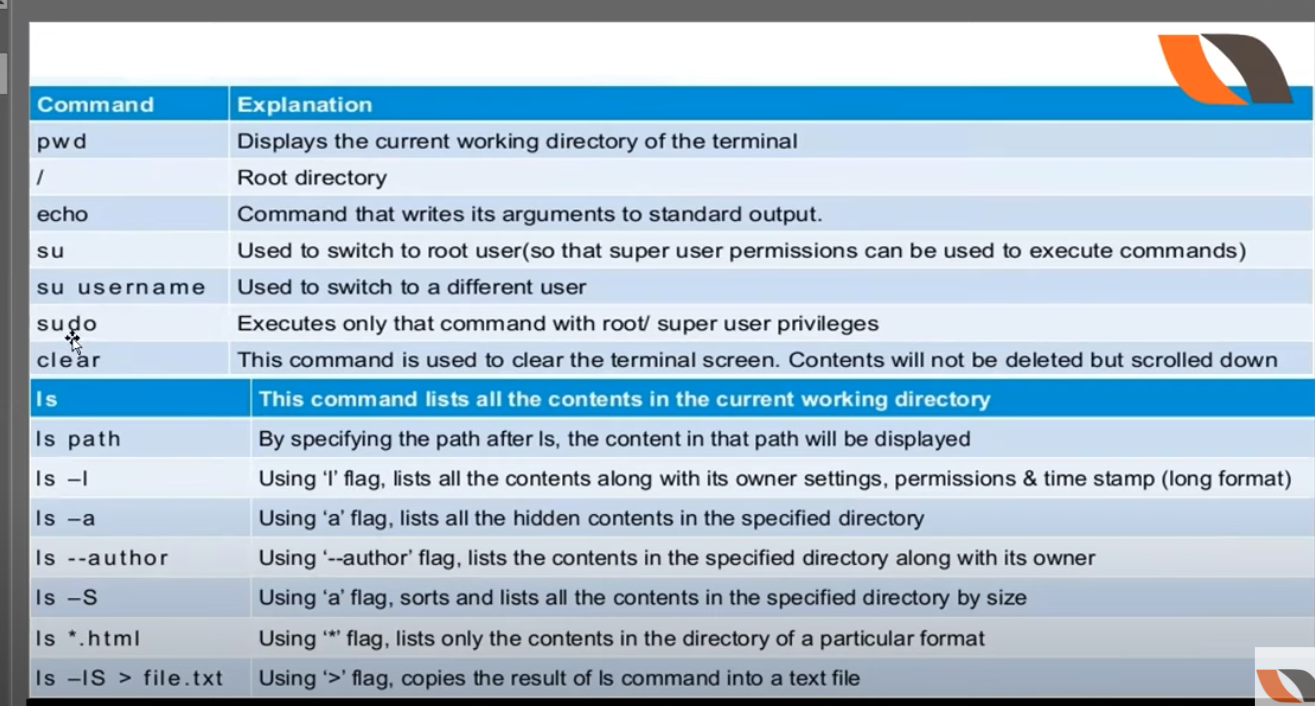 Command Explanation
pwd Displays the current working directory of the terminal
/ Root directory
echo Command that writes its arguments to standard output.
su Used to switch to root user(so that super user permissions can be used to execute commands)
su username Used to switch to a different user
sudo Executes only that command with root/ super user privileges
clear This command is used to clear the terminal screen. Contents will not be deleted but scrolled down
ls This command lists all the contents in the current working directory
ls path By specifying the path after ls, the content in that path will be displayed
ls –l Using ‘l’ flag, lists all the contents along with its owner settings, permissions & time stamp (long format)
ls –a Using ‘a’ flag, lists all the hidden contents in the specified directory
ls --author Using ‘--author’ flag, lists the contents in the specified directory along with its owner
ls –S Using ‘a’ flag, sorts and lists all the contents in the specified directory by size
ls *.html Using ‘*’ flag, lists only the contents in the directory of a particular format
ls –lS > file.txt Using ‘>’ flag, copies the result of ls command into a text file